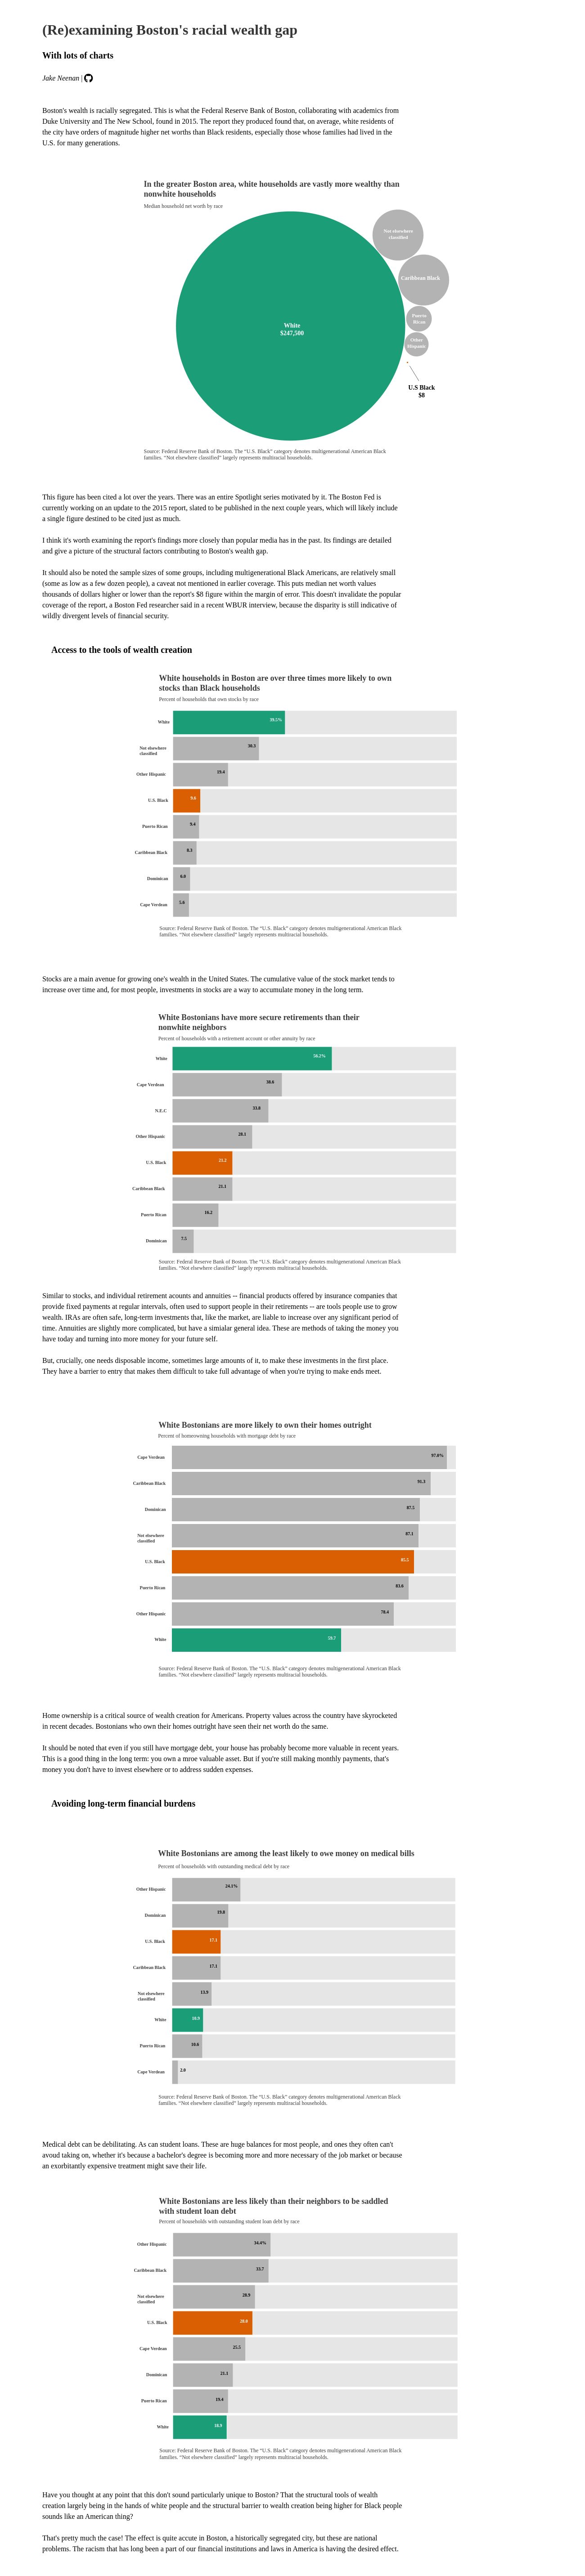 (Re)examining Boston's racial wealth gap
With lots of charts
Jake Neenan |
Boston's wealth is racially segregated. This is what the Federal Reserve Bank of Boston, collaborating with academics from
Duke University and The New School, found in 2015. The report they produced found that, on average, white residents of
the city have orders of magnitude higher net worths than Black residents, especially those whose families had lived in the
U.S. for many generations.
In the greater Boston area, white households are vastly more wealthy than
nonwhite households
Median household net worth by race
Not elsewhere
classified
Caribbean Black
Puerto
Rican
Other
Hispanic
White
$247,500
U.S Black
$8
Source: Federal Reserve Bank of Boston. The “U.S. Black” category denotes multigenerational American Black
families. “Not elsewhere classified” largely represents multiracial households.
This figure has been cited a lot over the years. There was an entire Spotlight series motivated by it. The Boston Fed is
currently working on an update to the 2015 report, slated to be published in the next couple years, which will likely include
a single figure destined to be cited just as much.
I think it's worth examining the report's findings more closely than popular media has in the past. Its findings are detailed
and give a picture of the structural factors contributing to Boston's wealth gap.
It should also be noted the sample sizes of some groups, including multigenerational Black Americans, are relatively small
(some as low as a few dozen people), a caveat not mentioned in earlier coverage. This puts median net worth values
thousands of dollars higher or lower than the report's $8 figure within the margin of error. This doesn't invalidate the popular
coverage of the report, a Boston Fed researcher said in a recent WBUR interview, because the disparity is still indicative of
wildly divergent levels of financial security.
Access to the tools of wealth creation
White households in Boston are over three times more likely to own
stocks than Black households
Percent of households that own stocks by race
White 39.5%
Not elsewhere
classified 30.3
Other Hispanic 19.4
U.S. Black 9.6
Puerto Rican 9.4
Caribbean Black 8.3
Dominican 6.0
Cape Verdean 5.6
Source: Federal Reserve Bank of Boston. The “U.S. Black” category denotes multigenerational American Black
families. “Not elsewhere classified” largely represents multiracial households.
Stocks are a main avenue for growing one's wealth in the United States. The cumulative value of the stock market tends to
increase over time and, for most people, investments in stocks are a way to accumulate money in the long term.
White Bostonians have more secure retirements than their
nonwhite neighbors
Percent of households with a retirement account or other annuity by race
White 56.2%
Cape Verdean 38.6
N.E.C 33.8
Other Hispanic 28.1
U.S. Black 21.2
Caribbean Black 21.1
Puerto Rican 16.2
Dominican 7.5
Source: Federal Reserve Bank of Boston. The “U.S. Black” category denotes multigenerational American Black
families. “Not elsewhere classified” largely represents multiracial households.
Similar to stocks, and individual retirement acounts and annuities -- financial products offered by insurance companies that
provide fixed payments at regular intervals, often used to support people in their retirements -- are tools people use to grow
wealth. IRAs are often safe, long-term investments that, like the market, are liable to increase over any significant period of
time. Annuities are slightly more complicated, but have a similar general idea. These are methods of taking the money you
have today and turning into more money for your future self.
But, crucially, one needs disposable income, sometimes large amounts of it, to make these investments in the first place.
They have a barrier to entry that makes them difficult to take full advantage of when you're trying to make ends meet.
White Bostonians are more likely to own their homes outright
Percent of homeowning households with mortgage debt by race
Cape Verdean 97.0%
Caribbean Black 91.3
Dominican 87.5
Not elsewhere
classified 87.1
U.S. Black 85.5
Puerto Rican 83.6
Other Hispanic 78.4
White 59.7
Source: Federal Reserve Bank of Boston. The “U.S. Black” category denotes multigenerational American Black
families. “Not elsewhere classified” largely represents multiracial households.
Home ownership is a critical source of wealth creation for Americans. Property values across the country have skyrocketed
in recent decades. Bostonians who own their homes outright have seen their net worth do the same.
It should be noted that even if you still have mortgage debt, your house has probably become more valuable in recent years.
This is a good thing in the long term: you own a mroe valuable asset. But if you're still making monthly payments, that's
money you don't have to invest elsewhere or to address sudden expenses.
Avoiding long-term financial burdens
White Bostonians are among the least likely to owe money on medical bills
Percent of households with outstanding medical debt by race
Other Hispanic 24.1%
Dominican 19.8
U.S. Black 17.1
Caribbean Black 17.1
Not elsewhere
classified 13.9
White 10.9
Puerto Rican 10.6
Cape Verdean 2.0
Source: Federal Reserve Bank of Boston. The “U.S. Black” category denotes multigenerational American Black
families. “Not elsewhere classified” largely represents multiracial households.
Medical debt can be debilitating. As can student loans. These are huge balances for most people, and ones they often can't
avoud taking on, whether it's because a bachelor's degree is becoming more and more necessary of the job market or because
an exorbitantly expensive treatment might save their life.
White Bostonians are less likely than their neighbors to be saddled
with student loan debt
Percent of households with outstanding student loan debt by race
Other Hispanic 34.4%
Caribbean Black 33.7
Not elsewhere
classified 28.9
U.S. Black 28.0
Cape Verdean 25.5
Dominican 21.1
Puerto Rican 19.4
White 18.9
Source: Federal Reserve Bank of Boston. The “U.S. Black” category denotes multigenerational American Black
families. “Not elsewhere classified” largely represents multiracial households.
Have you thought at any point that this don't sound particularly unique to Boston? That the structural tools of wealth
creation largely being in the hands of white people and the structural barrier to wealth creation being higher for Black people
sounds like an American thing?
That's pretty much the case! The effect is quite accute in Boston, a historically segregated city, but these are national
problems. The racism that has long been a part of our financial institutions and laws in America is having the desired effect.